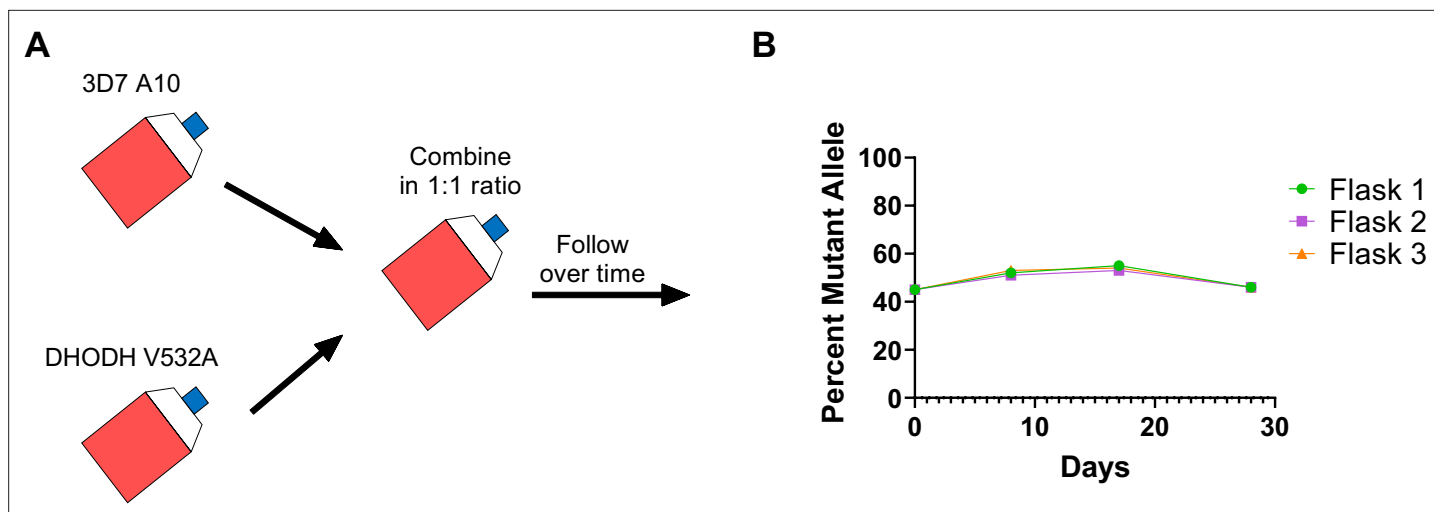 A
3D7 A10
DHODH V532A
Combine
in 1:1 ratio
Follow
over time
B
Percent Mutant Allele
100
80
60
40
20
0
0
10
20
30
Days
Flask 1
Flask 2
Flask 3